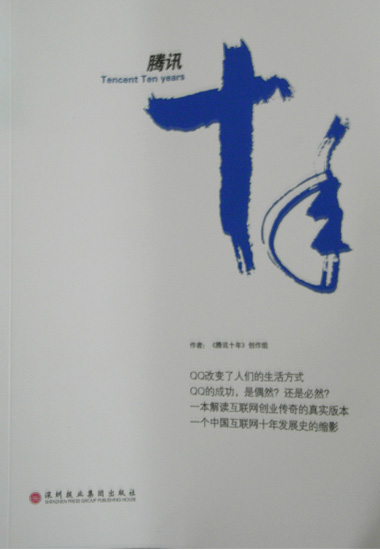 腾讯
Tencent Ten years
十年
作者：《腾讯十年》创作组
QQ改变了人们的生活方式
QQ的成功，是偶然？还是必然？
一本解读互联网创业传奇的真实版本
一个中国互联网十年发展史的缩影
深圳报业集团出版社
SHENZHEN PRESS GROUP PUBLISHING HOUSE